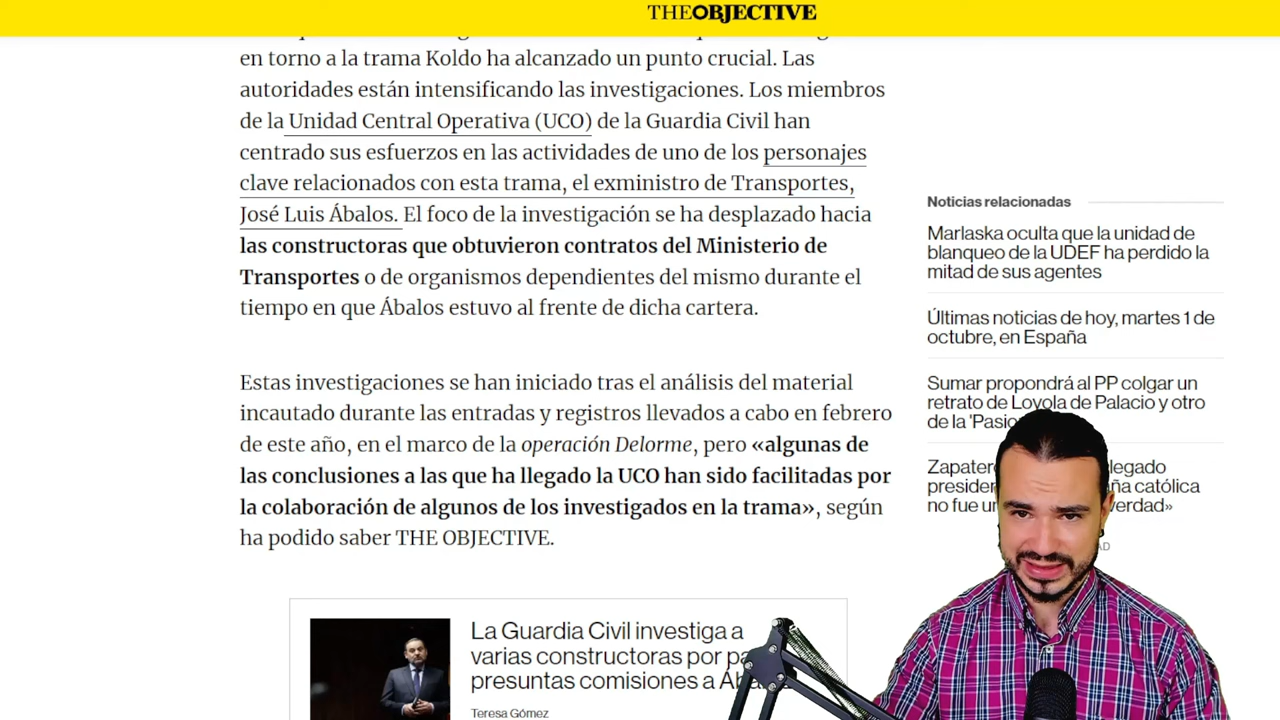 THEOBJECTIVE
en torno a la trama Koldo ha alcanzado un punto crucial. Las
autoridades están intensificando las investigaciones. Los miembros
de la Unidad Central Operativa (UCO) de la Guardia Civil han
centrado sus esfuerzos en las actividades de uno de los personajes
clave relacionados con esta trama, el exministro de Transportes,
José Luis Ábalos. El foco de la investigación se ha desplazado hacia
las constructoras que obtuvieron contratos del Ministerio de
Transportes o de organismos dependientes del mismo durante el
tiempo en que Ábalos estuvo al frente de dicha cartera.
Estas investigaciones se han iniciado tras el análisis del material
incautado durante las entradas y registros llevados a cabo en febrero
de este año, en el marco de la operación Delorme, pero «algunas de
las conclusiones a las que ha llegado la UCO han sido facilitadas por
la colaboración de algunos de los investigados en la trama», según
ha podido saber THE OBJECTIVE.
La Guardia Civil investiga a
varias constructoras por
presuntas comisiones a
Teresa Gómez
Noticias relacionadas
Marlaska oculta que la unidad de
blanqueo de la UDEF ha perdido la
mitad de sus agentes
Últimas noticias de hoy, martes 1 de
octubre, en España
Sumar propondrá al PP colgar un
retrato de Loyola de Palacio y otro
de la
católica
no fue